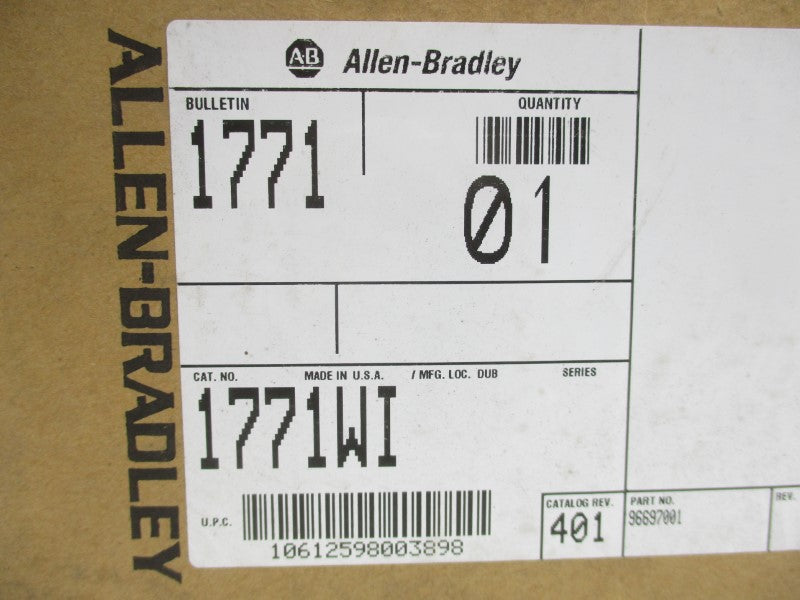 ALLEN-BRADLEY
AB Allen-Bradley
BULLETIN QUANTITY
1771
01
CAT. NO. MADE IN U.S.A. / MFG. LOC. DUB SERIES
1771WI
U.P.C.
10612598003898
CATALOG REV. PART NO. REV.
401 96697001